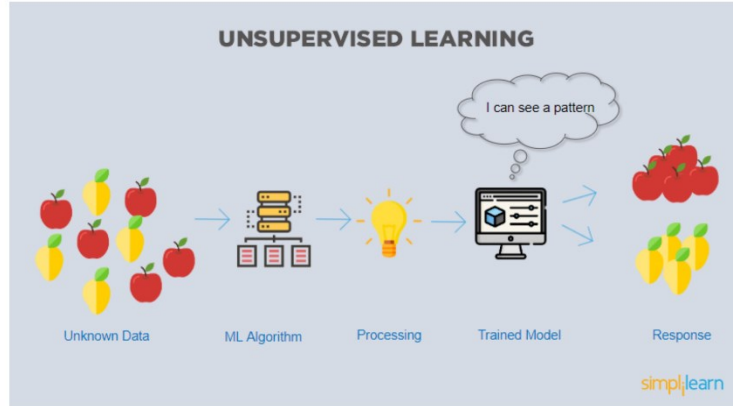 UNSUPERVISED LEARNING
I can see a pattern
Unknown Data
ML Algorithm
Processing
Trained Model
Response
simplilearn